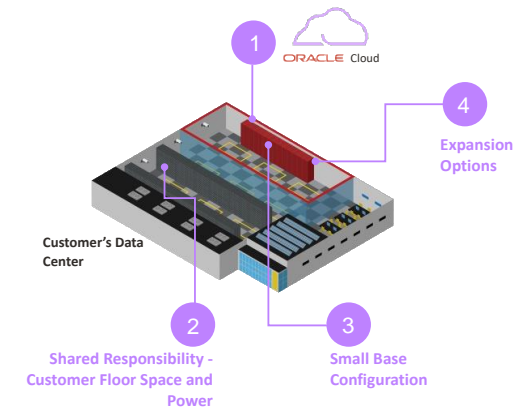 1
ORACLE Cloud
4
Expansion
Options
Customer's Data
Center
2
Shared Responsibility -
Customer Floor Space and
Power
3
Small Base
Configuration